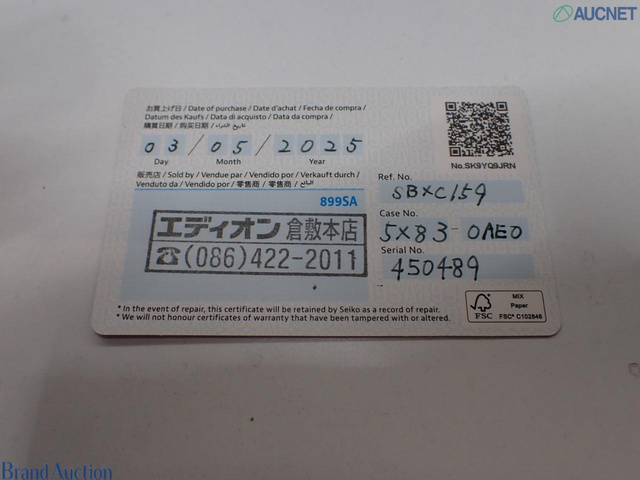 AUCNET
お買上げ日 / Date of purchase / Date d'achat / Fecha de compra /
Datum des Kaufs / Data di acquisto / Data da compra /
購買日期 / 购买日期 / تاريخ الشراء
03 / 05 / 2025
Day Month Year
No.SK9YQ9JRN
販売店 / Sold by / Vendue par / Vendido por / Verkauft durch /
Venduto da / Vendido por / 零售商 / 零售商 / البائع
899SA
エディオン 倉敷本店
☎(086)422-2011
Ref. No.
SBXC159
Case No.
5X83-0AE0
Serial No.
450489
*In the event of repair, this certificate will be retained by Seiko as a record of repair.
*We will not honour certificates of warranty that have been tampered with or altered.
FSC
MIX
Paper
FSC® C102846
Brand Auction